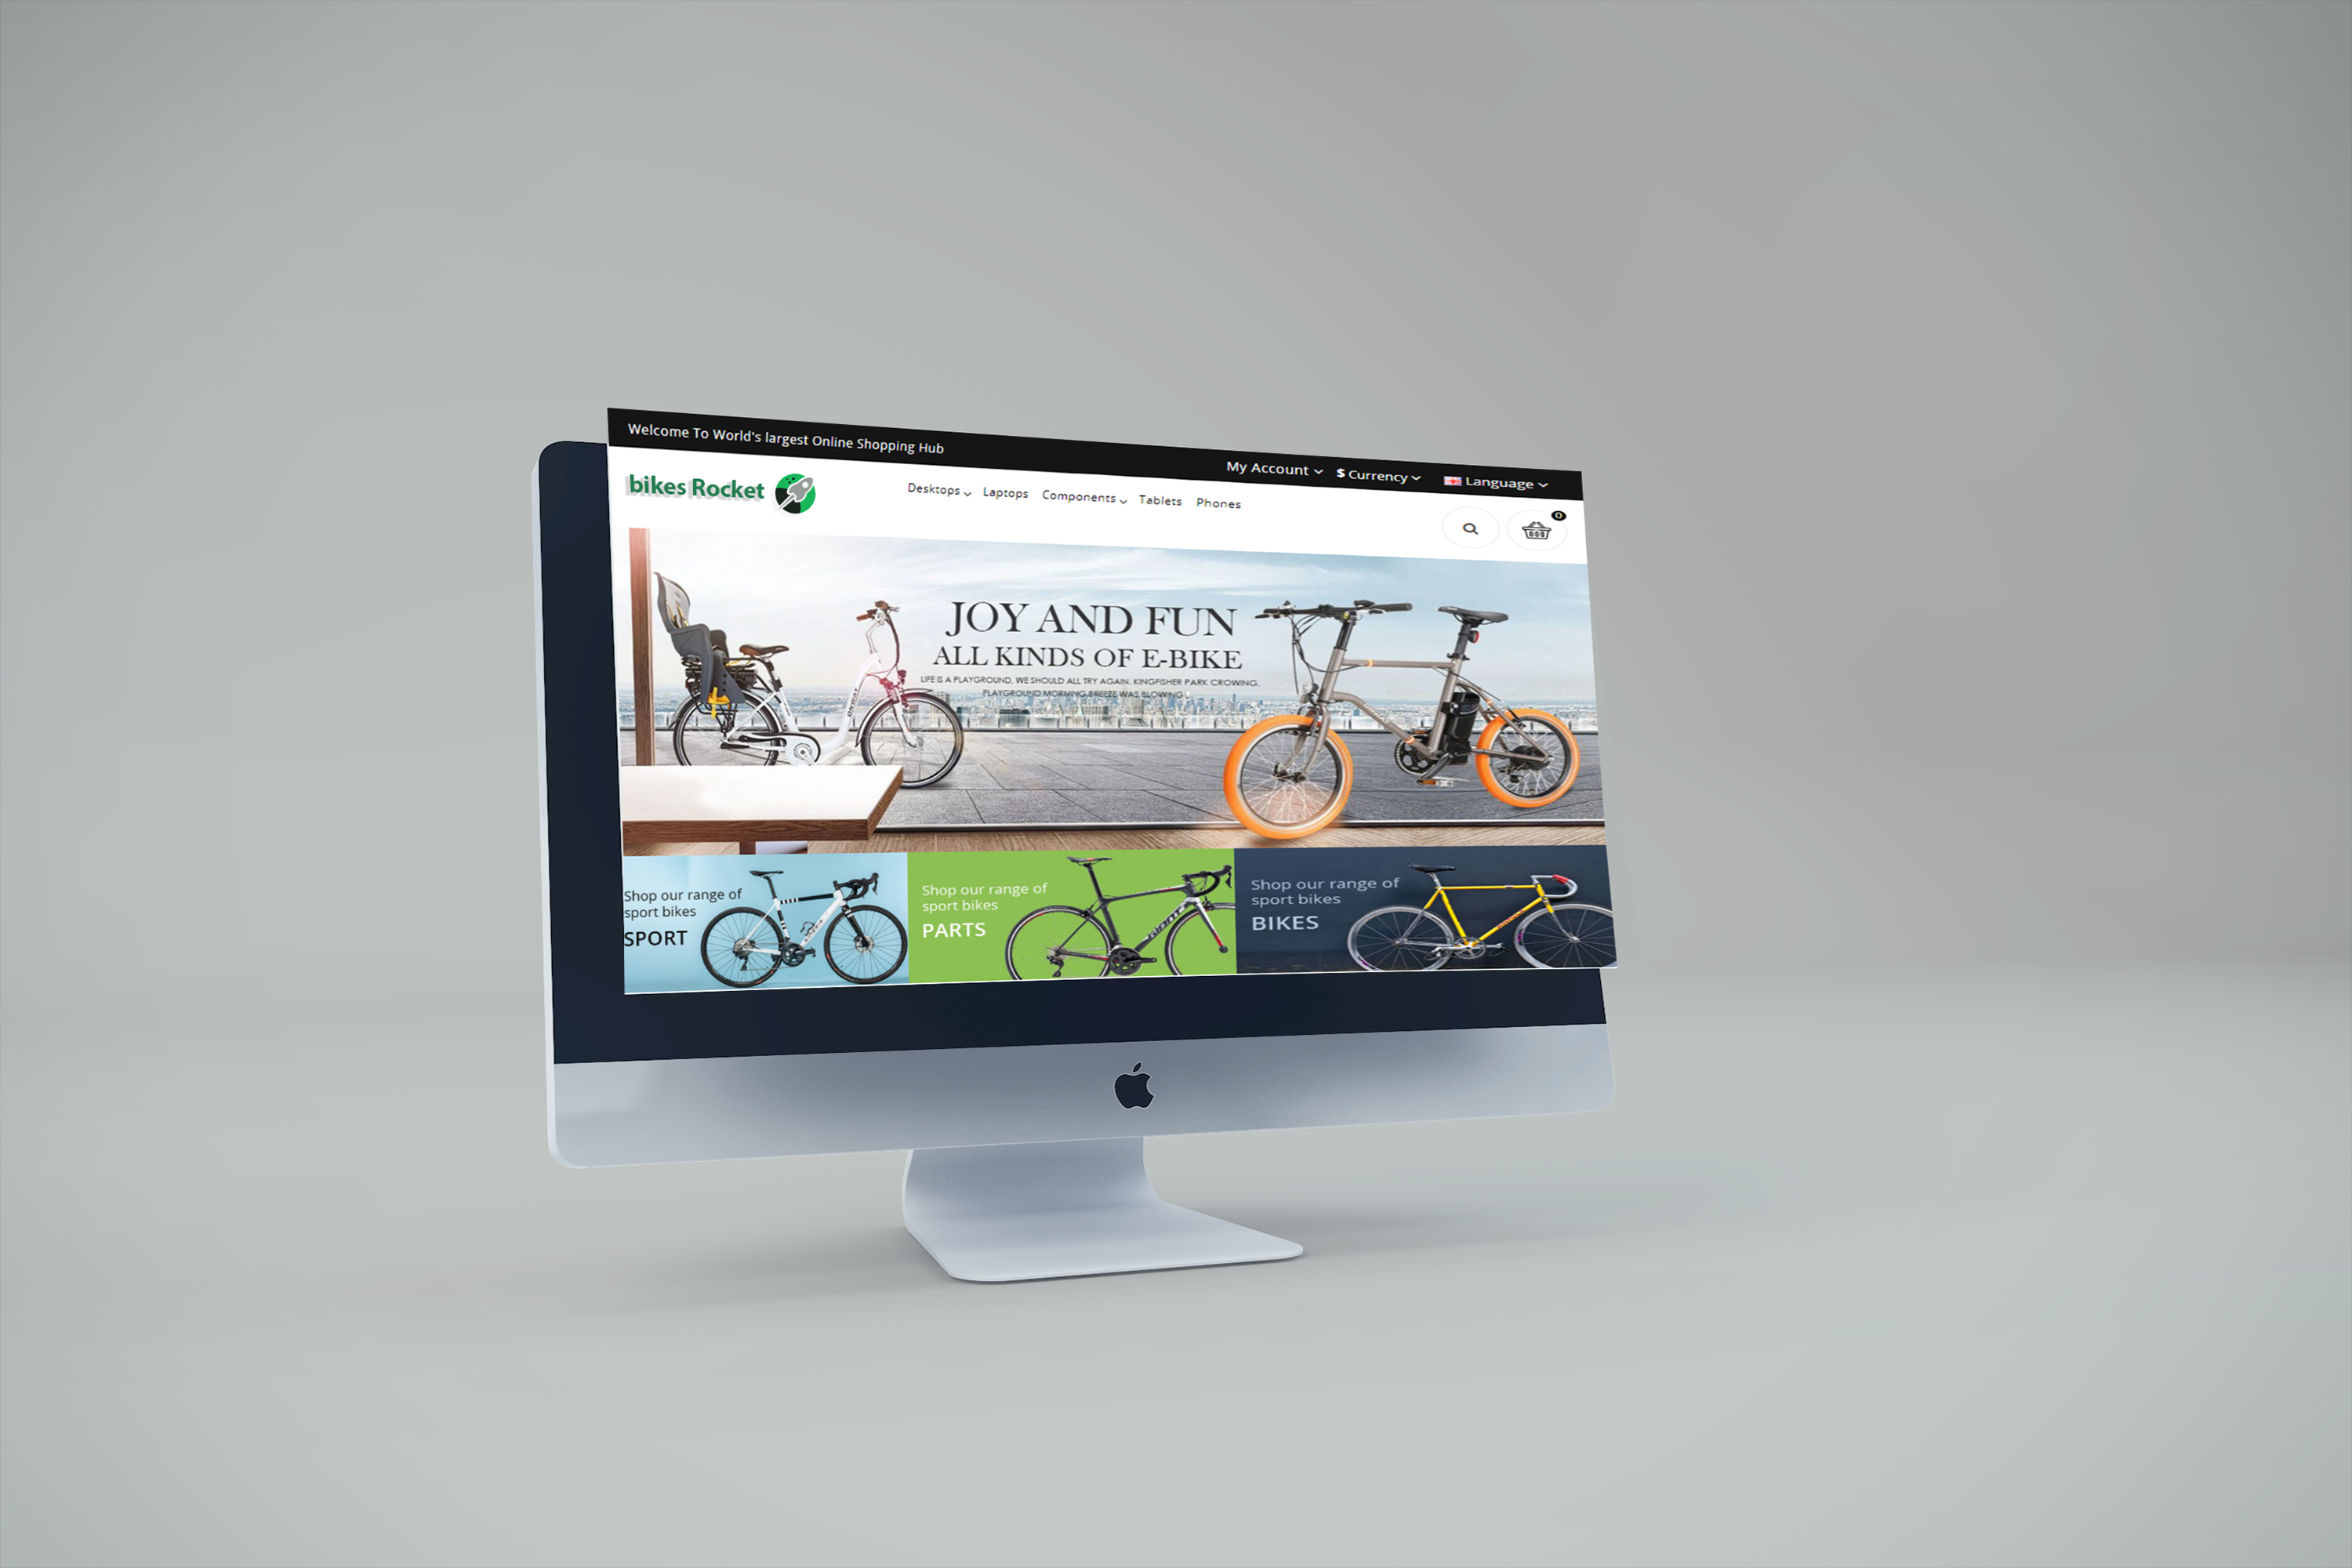 Welcome To World's largest Online Shopping Hub
My Account $ Currency Language
bikes Rocket
Desktops Laptops Components Tablets Phones
0
JOY AND FUN
ALL KINDS OF E-BIKE
LIFE IS A PLAYGROUND, WE SHOULD ALL TRY AGAIN. KINGFISHER PARK CROWING,
PLAYGROUND MORNING BREEZE WAS BLOWING
Shop our range of
sport bikes
SPORT
Shop our range of
sport bikes
PARTS
Shop our range of
sport bikes
BIKES